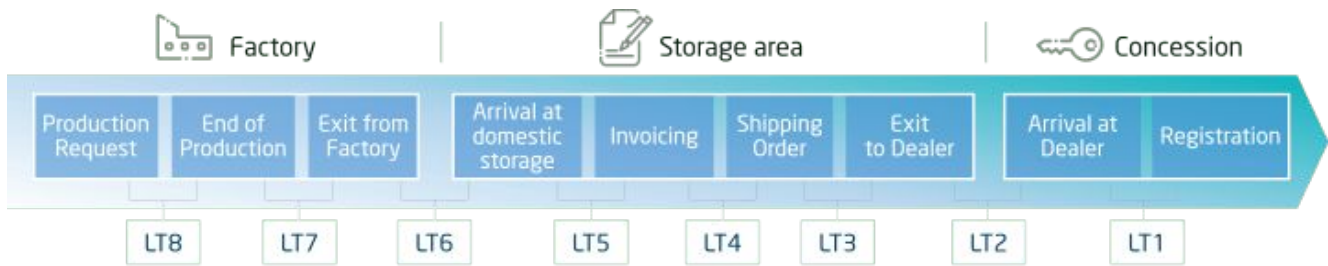 Factory
Storage area
Concession
Production
Request
End of
Production
Exit from
Factory
Arrival at
domestic
storage
Invoicing
Shipping
Order
Exit
to Dealer
Arrival at
Dealer
Registration
LT8
LT7
LT6
LT5
LT4
LT3
LT2
LT1